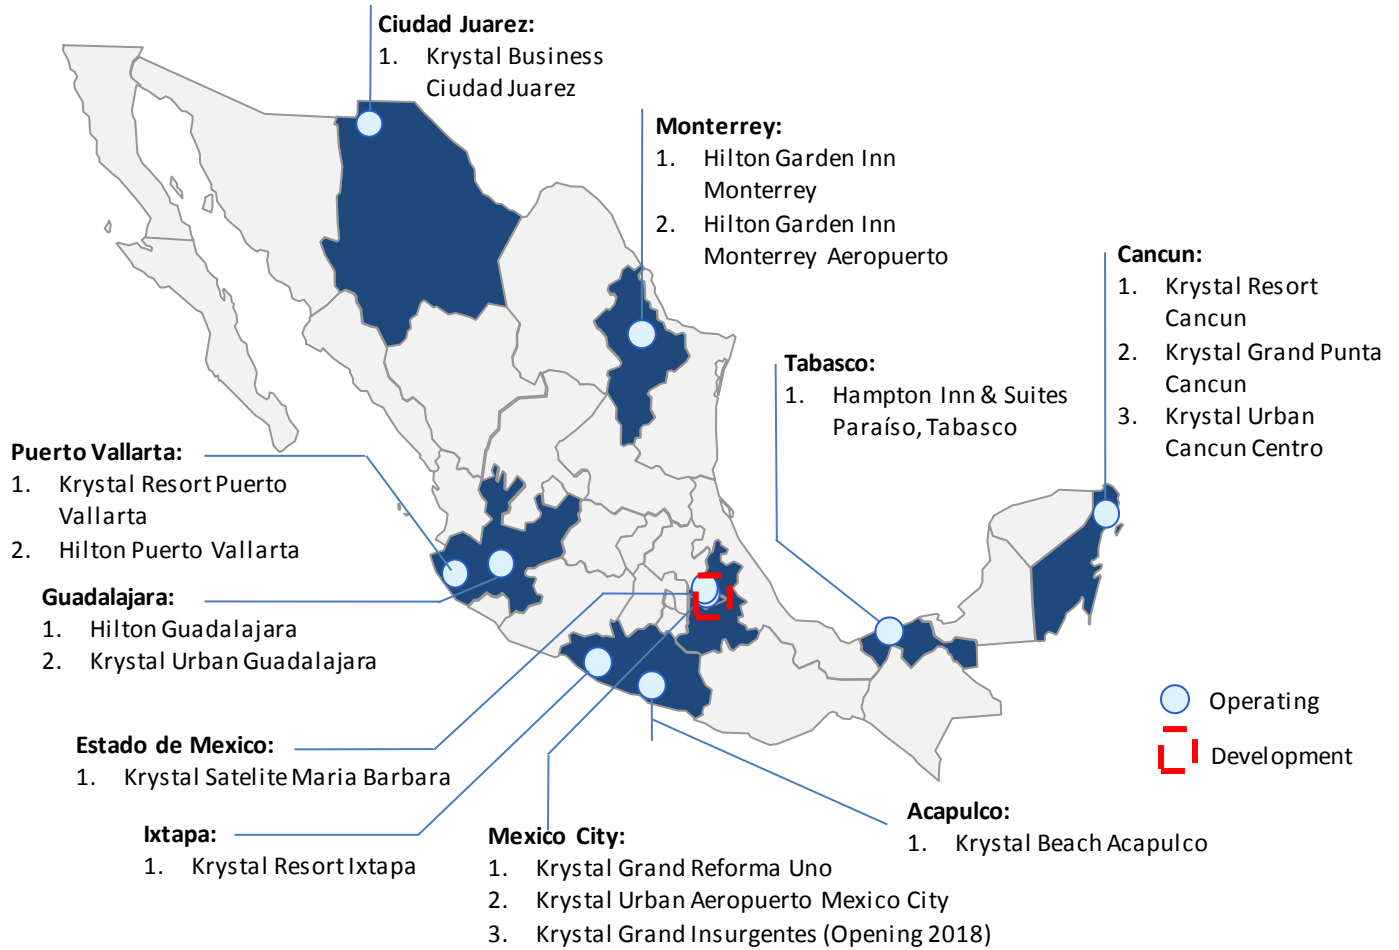 Ciudad Juarez:
1. Krystal Business
Ciudad Juarez
Monterrey:
1. Hilton Garden Inn
Monterrey
2. Hilton Garden Inn
Monterrey Aeropuerto
Cancun:
1. Krystal Resort
Cancun
2. Krystal Grand Punta
Cancun
3. Krystal Urban
Cancun Centro
Tabasco:
1. Hampton Inn & Suites
Paraíso, Tabasco
Puerto Vallarta:
1. Krystal Resort Puerto
Vallarta
2. Hilton Puerto Vallarta
Guadalajara:
1. Hilton Guadalajara
2. Krystal Urban Guadalajara
Estado de Mexico:
1. Krystal Satelite Maria Barbara
Ixtapa:
1. Krystal Resort Ixtapa
Mexico City:
1. Krystal Grand Reforma Uno
2. Krystal Urban Aeropuerto Mexico City
3. Krystal Grand Insurgentes (Opening 2018)
Acapulco:
1. Krystal Beach Acapulco
Operating
Development